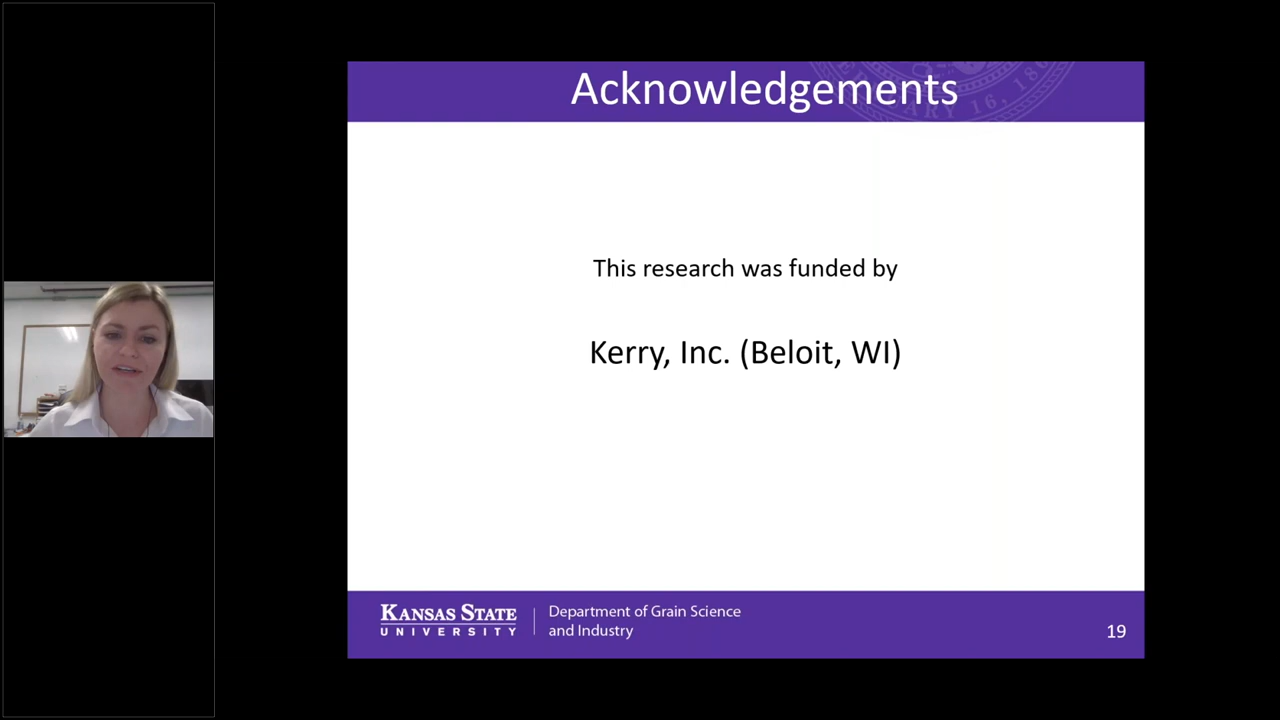 Acknowledgements
This research was funded by
Kerry, Inc. (Beloit, WI)
KANSAS STATE
UNIVERSITY
Department of Grain Science
and Industry
19